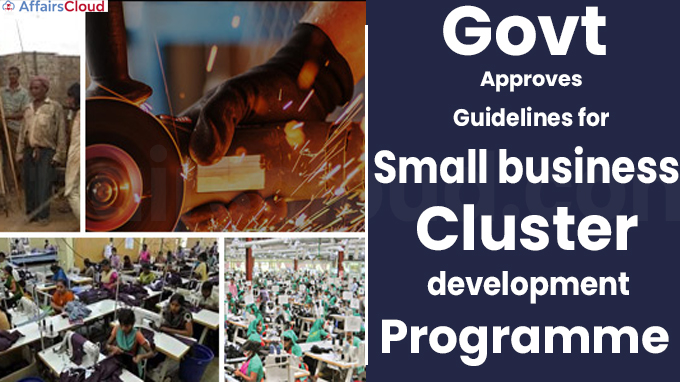 AffairsCloud
Govt
Approves
Guidelines for
Small business
Cluster
development
Programme